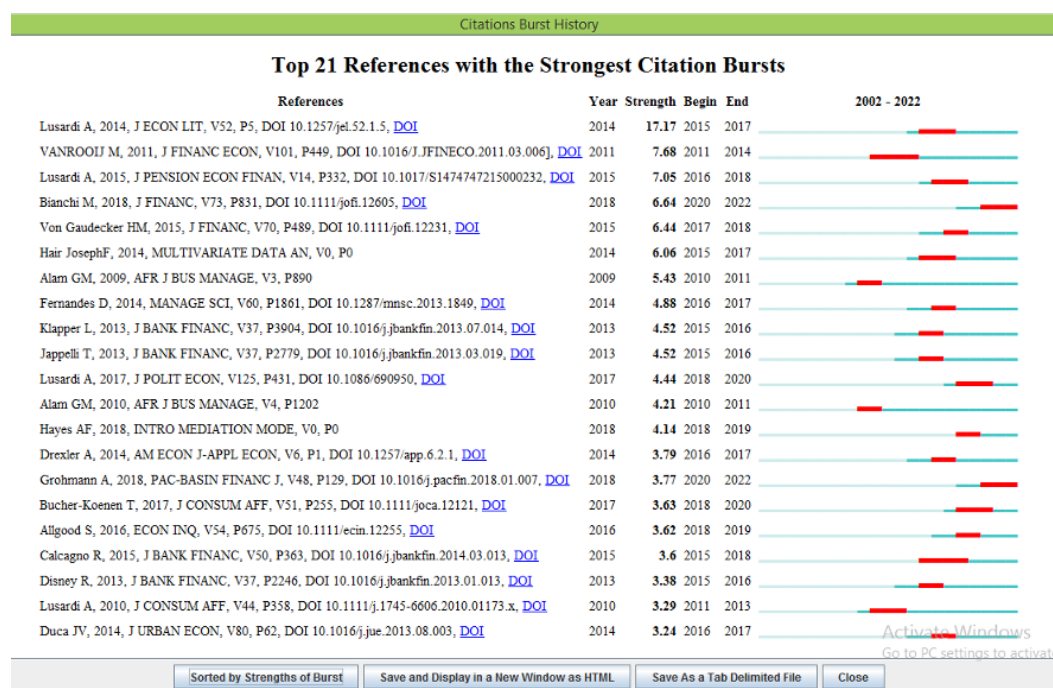 Citations Burst History
Top 21 References with the Strongest Citation Bursts
References Year Strength Begin End 2002 - 2022
Lusardi A, 2014, J ECON LIT, V52, P5, DOI 10.1257/jel.52.1.5, DOI 2014 17.17 2015 2017
VANROOIJ M, 2011, J FINANC ECON, V101, P449, DOI 10.1016/J.JFINECO.2011.03.006], DOI 2011 7.68 2011 2014
Lusardi A, 2015, J PENSION ECON FINAN, V14, P332, DOI 10.1017/S1474747215000232, DOI 2015 7.05 2016 2018
Bianchi M, 2018, J FINANC, V73, P831, DOI 10.1111/jofi.12605, DOI 2018 6.64 2020 2022
Von Gaudecker HM, 2015, J FINANC, V70, P489, DOI 10.1111/jofi.12231, DOI 2015 6.44 2017 2018
Hair JosephF, 2014, MULTIVARIATE DATA AN, V0, P0 2014 6.06 2015 2017
Alam GM, 2009, AFR J BUS MANAGE, V3, P890 2009 5.43 2010 2011
Fernandes D, 2014, MANAGE SCI, V60, P1861, DOI 10.1287/mnsc.2013.1849, DOI 2014 4.88 2016 2017
Klapper L, 2013, J BANK FINANC, V37, P3904, DOI 10.1016/j.jbankfin.2013.07.014, DOI 2013 4.52 2015 2016
Jappelli T, 2013, J BANK FINANC, V37, P2779, DOI 10.1016/j.jbankfin.2013.03.019, DOI 2013 4.52 2015 2016
Lusardi A, 2017, J POLIT ECON, V125, P431, DOI 10.1086/690950, DOI 2017 4.44 2018 2020
Alam GM, 2010, AFR J BUS MANAGE, V4, P1202 2010 4.21 2010 2011
Hayes AF, 2018, INTRO MEDIATION MODE, V0, P0 2018 4.14 2018 2019
Drexler A, 2014, AM ECON J-APPL ECON, V6, P1, DOI 10.1257/app.6.2.1, DOI 2014 3.79 2016 2017
Grohmann A, 2018, PAC-BASIN FINANC J, V48, P129, DOI 10.1016/j.pacfin.2018.01.007, DOI 2018 3.77 2020 2022
Bucher-Koenen T, 2017, J CONSUM AFF, V51, P255, DOI 10.1111/joca.12121, DOI 2017 3.63 2018 2020
Allgood S, 2016, ECON INQ, V54, P675, DOI 10.1111/ecin.12255, DOI 2016 3.62 2018 2019
Calcagno R, 2015, J BANK FINANC, V50, P363, DOI 10.1016/j.jbankfin.2014.03.013, DOI 2015 3.6 2015 2018
Disney R, 2013, J BANK FINANC, V37, P2246, DOI 10.1016/j.jbankfin.2013.01.013, DOI 2013 3.38 2015 2016
Lusardi A, 2010, J CONSUM AFF, V44, P358, DOI 10.1111/j.1745-6606.2010.01173.x, DOI 2010 3.29 2011 2013
Duca JV, 2014, J URBAN ECON, V80, P62, DOI 10.1016/j.jue.2013.08.003, DOI 2014 3.24 2016 2017
Activate Windows
Go to PC settings to activate
Sorted by Strengths of Burst Save and Display in a New Window as HTML Save As a Tab Delimited File Close